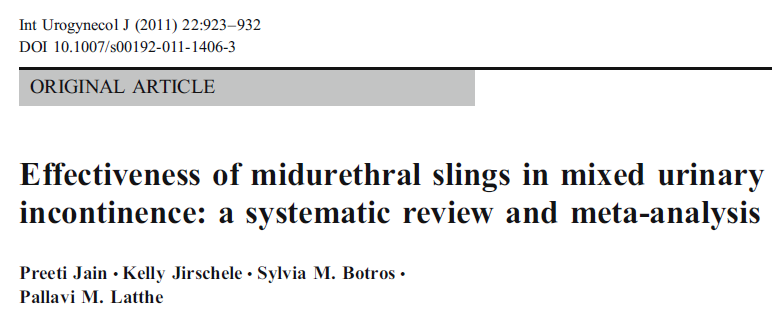 Int Urogynecol J (2011) 22:923–932
DOI 10.1007/s00192-011-1406-3
ORIGINAL ARTICLE
Effectiveness of midurethral slings in mixed urinary
incontinence: a systematic review and meta-analysis
Preeti Jain · Kelly Jirschele · Sylvia M. Botros ·
Pallavi M. Latthe